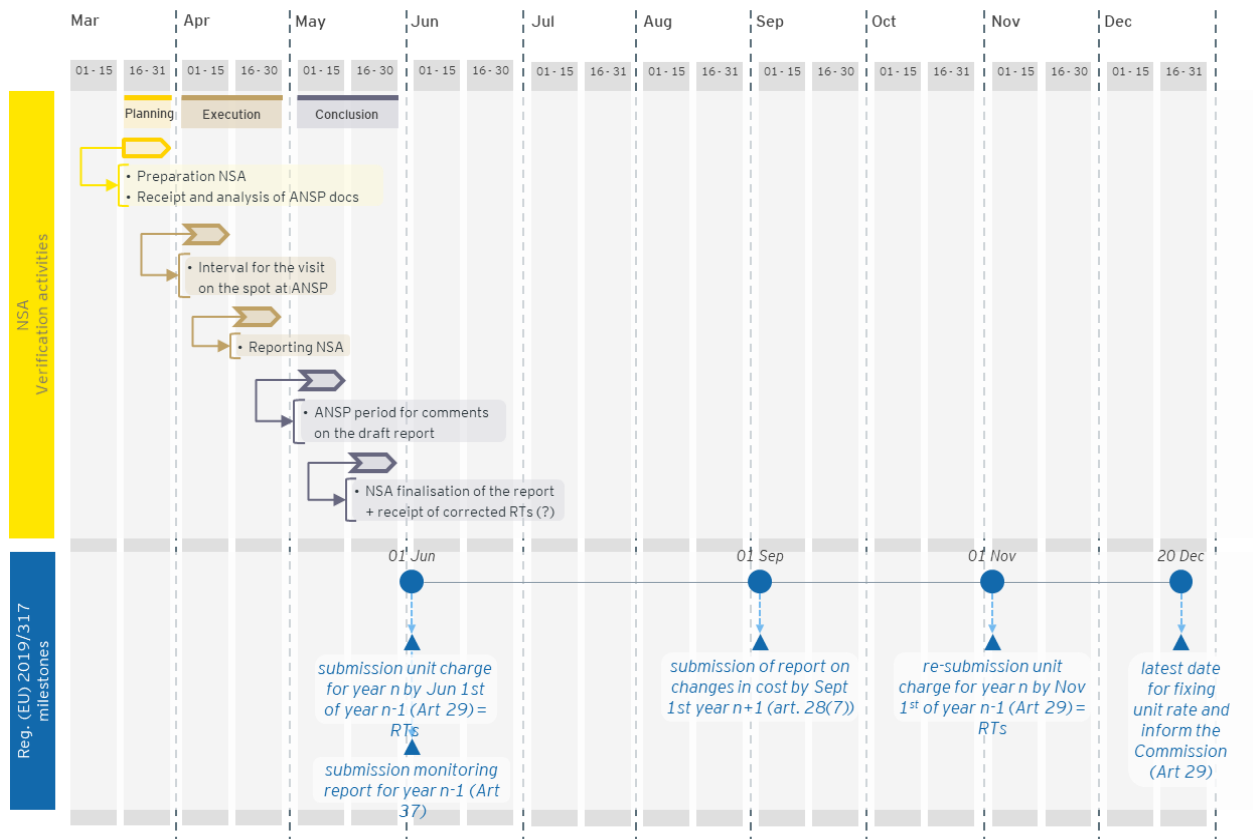 Mar
Apr
May
Jun
Jul
Aug
Sep
Oct
Nov
Dec
01 - 15
16 - 31
01 - 15
16 - 30
01 - 15
16 - 30
01 - 15
16 - 30
01 - 15
16 - 31
01 - 15
16 - 31
01 - 15
16 - 30
01 - 15
16 - 31
01 - 15
16 - 30
01 - 15
16 - 31
Planning
Execution
Conclusion
NSA
Verification activities
• Preparation NSA
• Receipt and analysis of ANSP docs
• Interval for the visit
on the spot at ANSP
• Reporting NSA
• ANSP period for comments
on the draft report
• NSA finalisation of the report
+ receipt of corrected RTs (?)
Reg. (EU) 2019/317
milestones
01 Jun
01 Sep
01 Nov
20 Dec
submission unit charge
for year n by Jun 1st
of year n-1 (Art 29) =
RTs
submission monitoring
report for year n-1 (Art
37)
submission of report on
changes in cost by Sept
1st year n+1 (art. 28(7))
re-submission unit
charge for year n by Nov
1st of year n-1 (Art 29) =
RTs
latest date
for fixing
unit rate and
inform the
Commission
(Art 29)